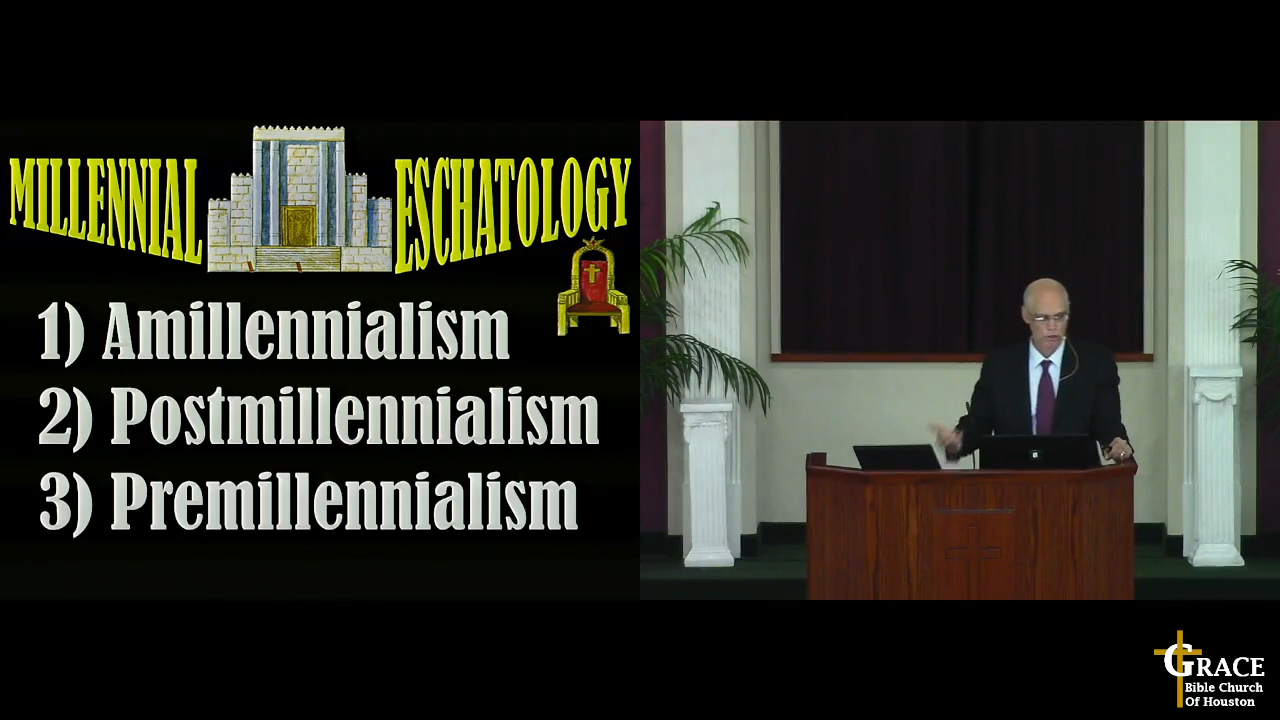 MILLENNIAL ESCHATOLOGY
1) Amillennialism
2) Postmillennialism
3) Premillennialism
GRACE
Bible Church
Of Houston